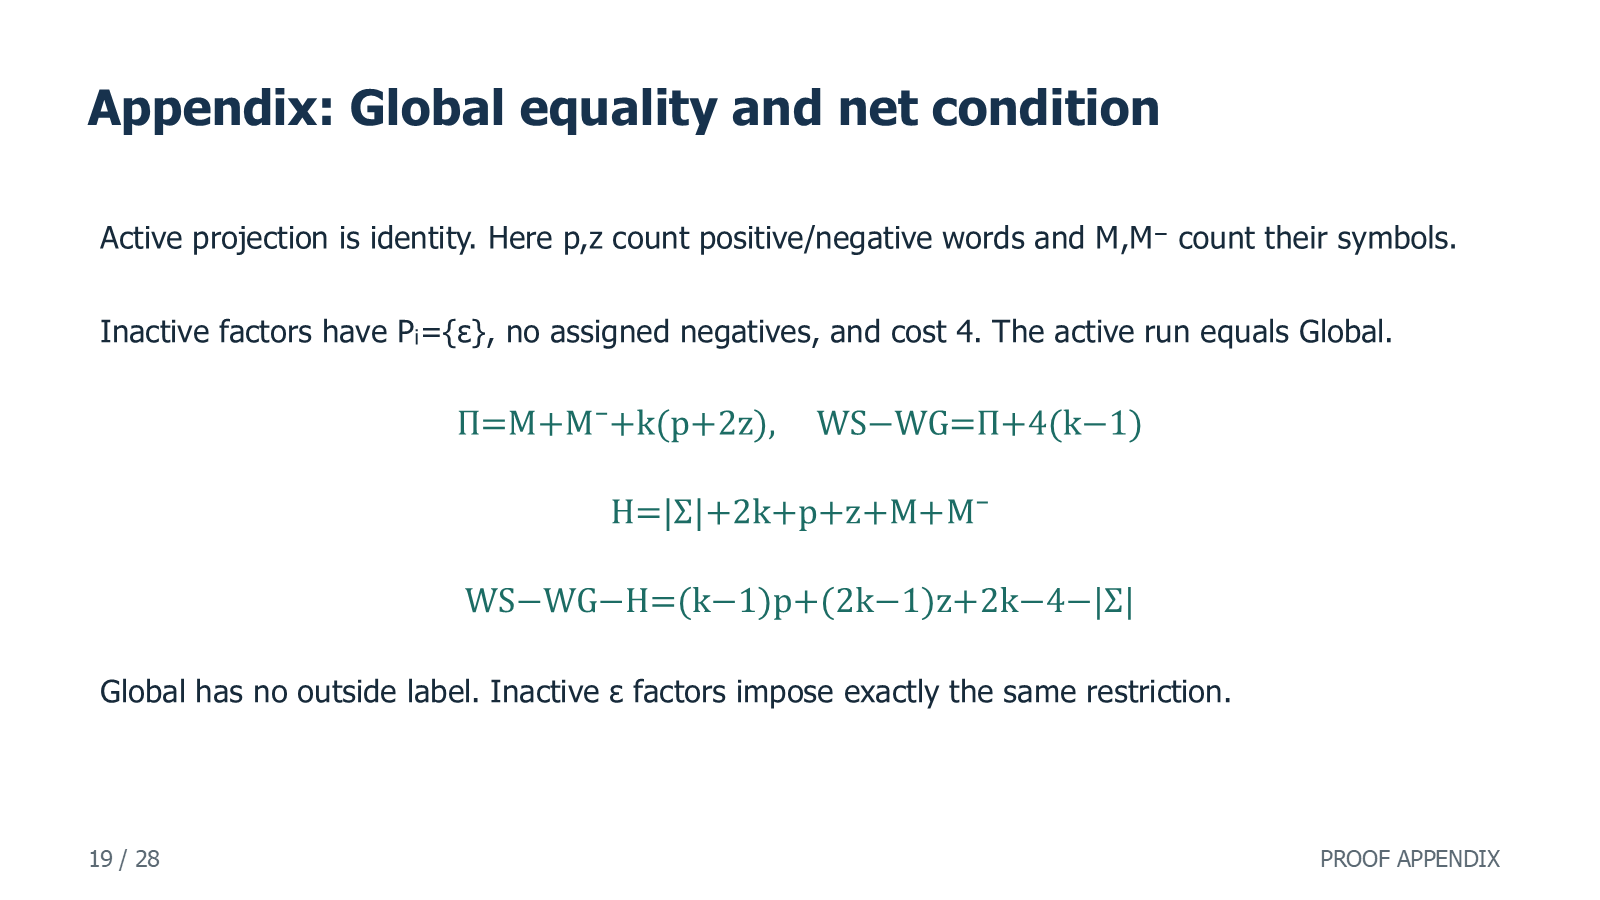 Appendix: Global equality and net condition
Active projection is identity. Here p,z count positive/negative words and M,M⁻ count their symbols.
Inactive factors have Pᵢ={ε}, no assigned negatives, and cost 4. The active run equals Global.
Π=M+M⁻+k(p+2z),    WS−WG=Π+4(k−1)
H=|Σ|+2k+p+z+M+M⁻
WS−WG−H=(k−1)p+(2k−1)z+2k−4−|Σ|
Global has no outside label. Inactive ε factors impose exactly the same restriction.
19 / 28
PROOF APPENDIX